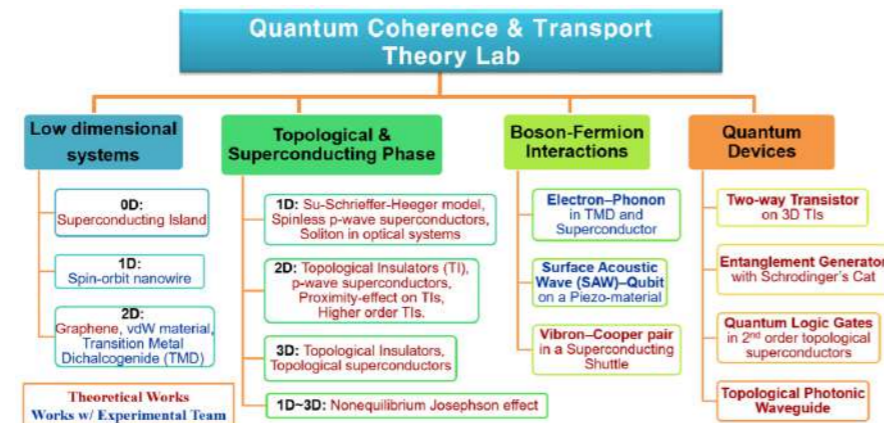 Quantum Coherence & Transport
Theory Lab
Low dimensional
systems
0D:
Superconducting Island
1D:
Spin-orbit nanowire
2D:
Graphene, vdW material,
Transition Metal
Dichalcogenide (TMD)
Theoretical Works
Works w/ Experimental Team
Topological &
Superconducting Phase
1D: Su-Schrieffer-Heeger model,
Spinless p-wave superconductors,
Soliton in optical systems
2D: Topological Insulators (TI),
p-wave superconductors,
Proximity-effect on TIs,
Higher order TIs.
3D: Topological Insulators,
Topological superconductors
1D~3D: Nonequilibrium Josephson effect
Boson-Fermion
Interactions
Electron–Phonon
in TMD and
Superconductor
Surface Acoustic
Wave (SAW)–Qubit
on a Piezo-material
Vibron–Cooper pair
in a Superconducting
Shuttle
Quantum
Devices
Two-way Transistor
on 3D TIs
Entanglement Generator
with Schrodinger's Cat
Quantum Logic Gates
in 2nd order topological
superconductors
Topological Photonic
Waveguide